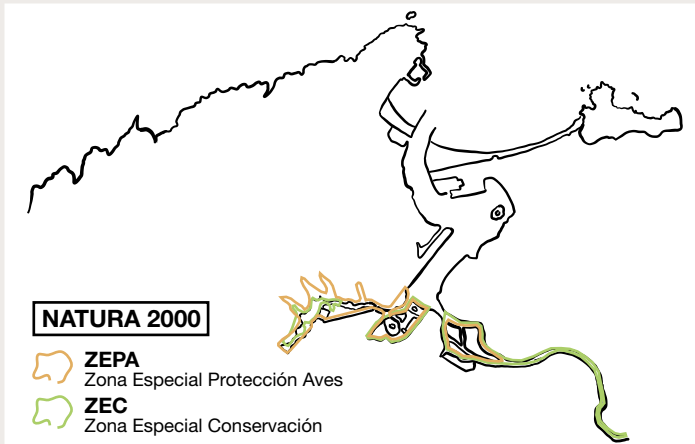 NATURA 2000
ZEPA
Zona Especial Protección Aves
ZEC
Zona Especial Conservación